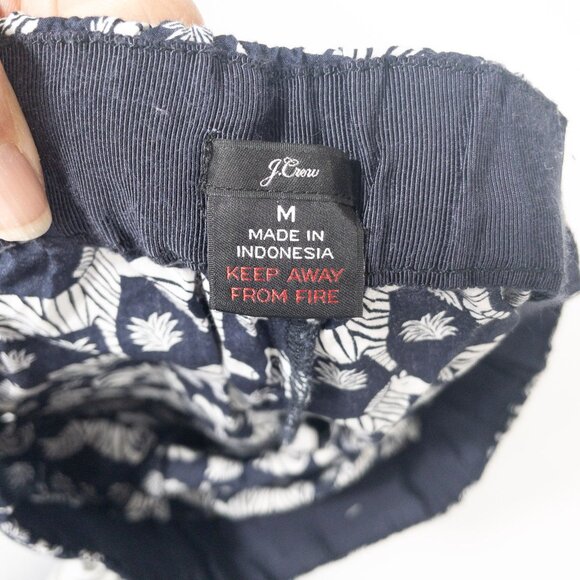 J.Crew
M
MADE IN
INDONESIA
KEEP AWAY
FROM FIRE